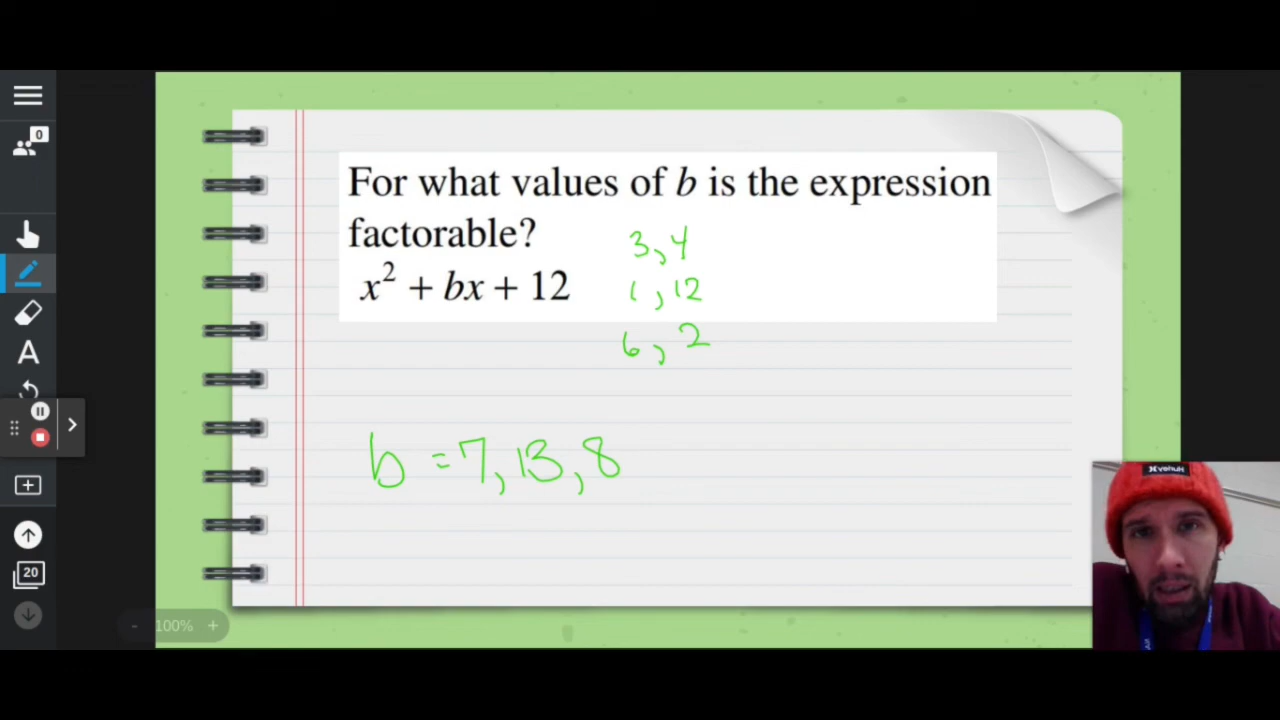 0
For what values of b is the expression
factorable?
3, 4
x² + bx + 12
1, 12
6, 2
A
b = 7, 13, 8
20
- 100% +